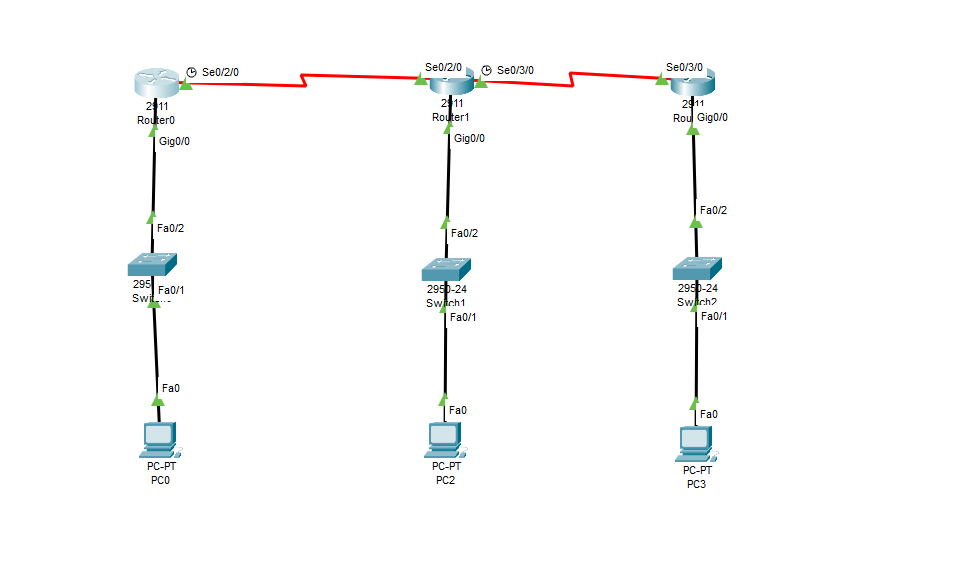 Se0/2/0
Se0/2/0
Se0/3/0
Se0/3/0
2911
Router0
2911
Router1
2911
Gig0/0
Gig0/0
Gig0/0
Fa0/2
Fa0/2
Fa0/2
Fa0/1
2950-24
Switch1
Fa0/1
2950-24
Switch2
Fa0/1
Fa0
Fa0
Fa0
PC-PT
PC0
PC-PT
PC2
PC-PT
PC3